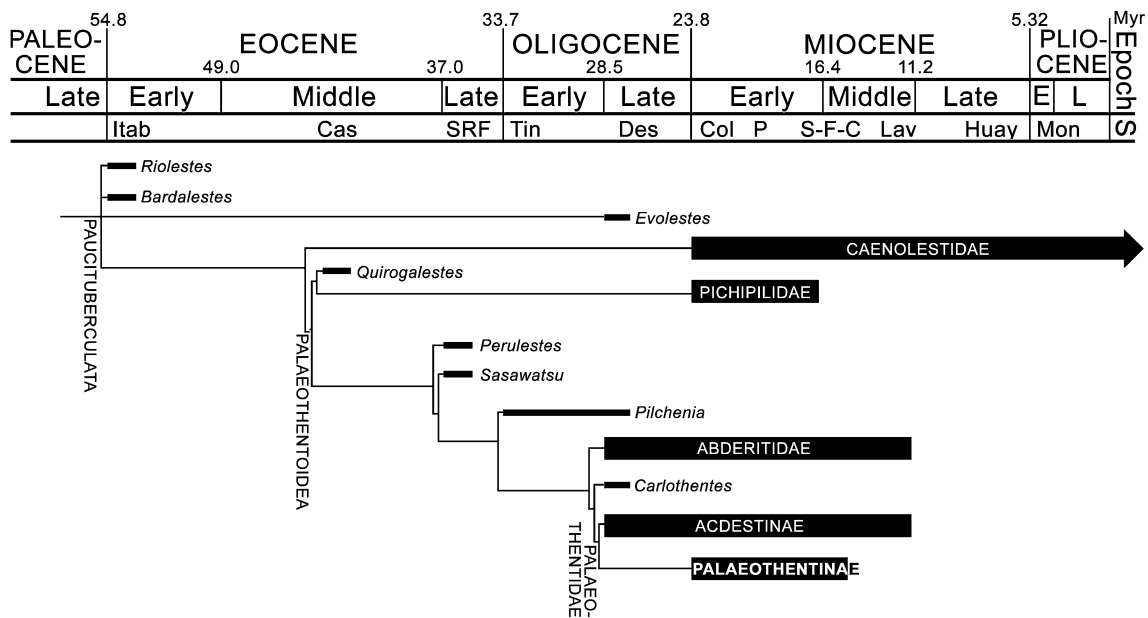 54.8 33.7 23.8 5.32 Myr
PALEO-
CENE
EOCENE OLIGOCENE MIOCENE
PLIO-
CENE
Epoch
49.0 37.0 28.5 16.4 11.2
Late Early Middle Late Early Late Early Middle Late E L
Itab Cas SRF Tin Des Col P S-F-C Lav Huay Mon S
Riolestes
Bardalestes
Evolestes
PAUCITUBERCULATA
CAENOLESTIDAE
Quirogalestes
PICHIPILIDAE
PALAEOTHENTOIDEA
Perulestes
Sasawatsu
Pilchenia
ABDERITIDAE
Carlothentes
ACDESTINAE
PALAEO-
THENTIDAE
PALAEOTHENTINAE